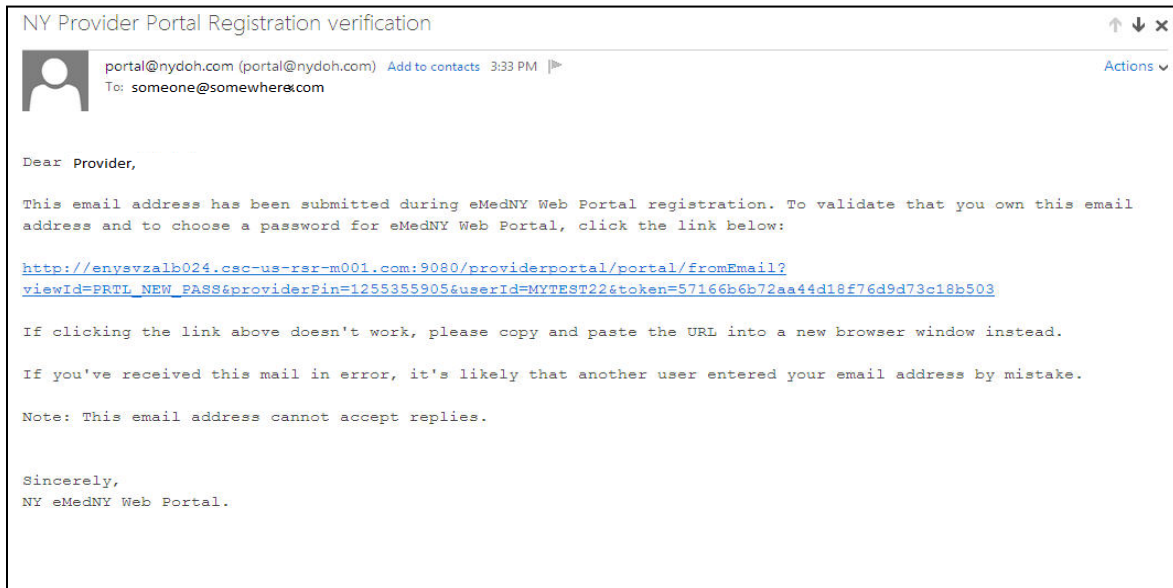 NY Provider Portal Registration verification
portal@nydoh.com (portal@nydoh.com) Add to contacts 3:33 PM
Actions
To: someone@somewhere.com
Dear Provider,
This email address has been submitted during eMedNY Web Portal registration. To validate that you own this email
address and to choose a password for eMedNY Web Portal, click the link below:
http://enysvzalb024.csc-us-rsr-m001.com:9080/providerportal/portal/fromEmail?
viewId=PRTL_NEW_PASS&providerPin=1255355905&userId=MYTEST22&token=57166b6b72aa44d18f76d9d73c18b503
If clicking the link above doesn't work, please copy and paste the URL into a new browser window instead.
If you've received this mail in error, it's likely that another user entered your email address by mistake.
Note: This email address cannot accept replies.
Sincerely,
NY eMedNY Web Portal.